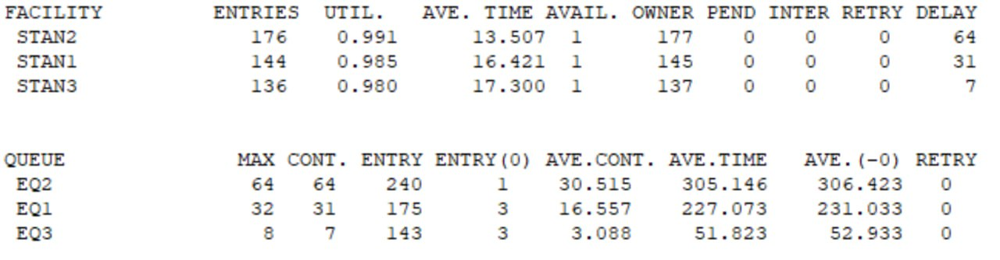 FACILITY ENTRIES UTIL. AVE. TIME AVAIL. OWNER PEND INTER RETRY DELAY
STAN2 176 0.991 13.507 1 177 0 0 0 64
STAN1 144 0.985 16.421 1 145 0 0 0 31
STAN3 136 0.980 17.300 1 137 0 0 0 7
QUEUE MAX CONT. ENTRY ENTRY(0) AVE.CONT. AVE.TIME AVE.(-0) RETRY
EQ2 64 64 240 1 30.515 305.146 306.423 0
EQ1 32 31 175 3 16.557 227.073 231.033 0
EQ3 8 7 143 3 3.088 51.823 52.933 0